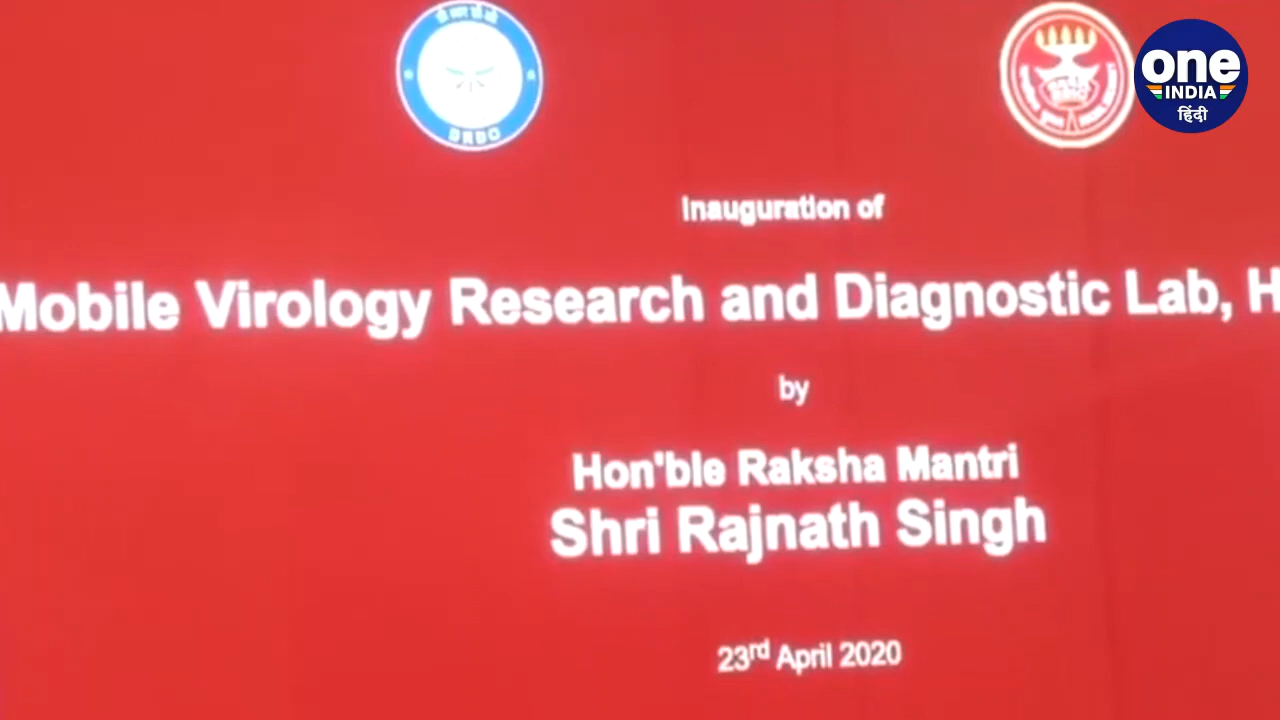 डी आर डी ओ
DRDO
one
INDIA
हिंदी
Inauguration of
Mobile Virology Research and Diagnostic Lab, H
by
Hon'ble Raksha Mantri
Shri Rajnath Singh
23rd April 2020